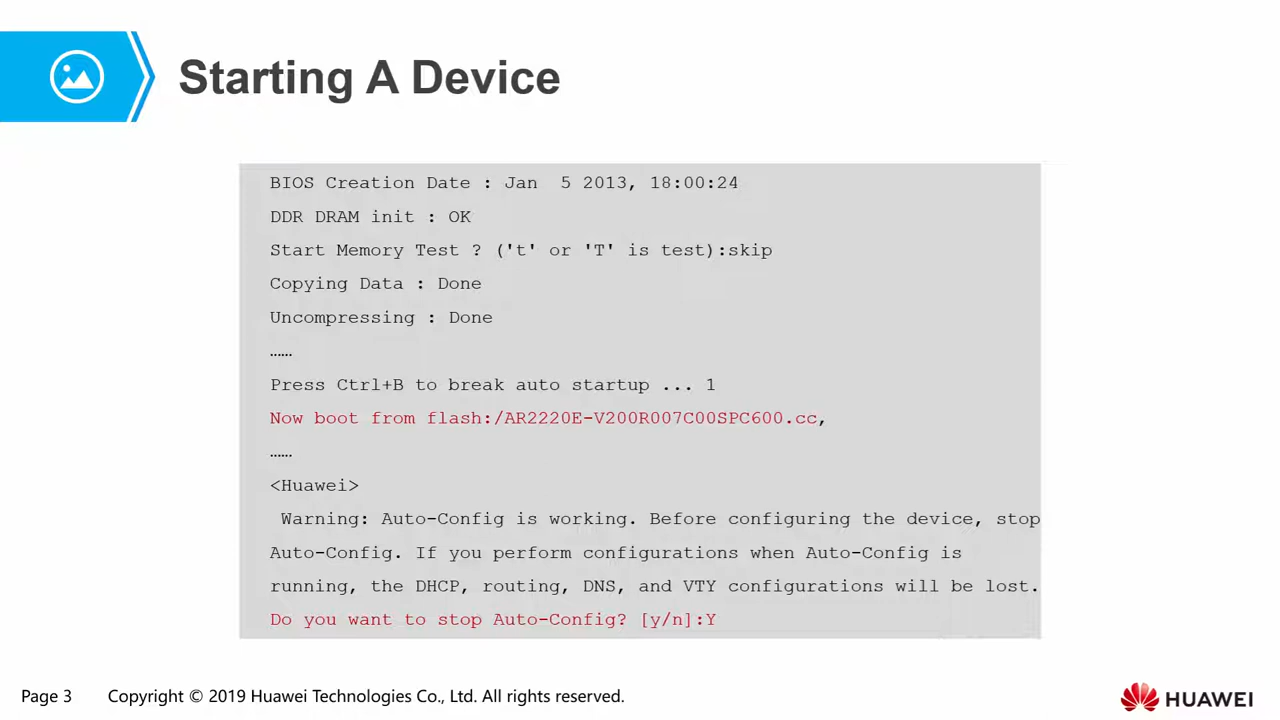 Starting A Device
BIOS Creation Date : Jan  5 2013, 18:00:24
DDR DRAM init : OK
Start Memory Test ? ('t' or 'T' is test):skip
Copying Data : Done
Uncompressing : Done
……
Press Ctrl+B to break auto startup ... 1
Now boot from flash:/AR2220E-V200R007C00SPC600.cc,
……
<Huawei>
Warning: Auto-Config is working. Before configuring the device, stop
Auto-Config. If you perform configurations when Auto-Config is
running, the DHCP, routing, DNS, and VTY configurations will be lost.
Do you want to stop Auto-Config? [y/n]:Y
Page 3 Copyright © 2019 Huawei Technologies Co., Ltd. All rights reserved.
HUAWEI